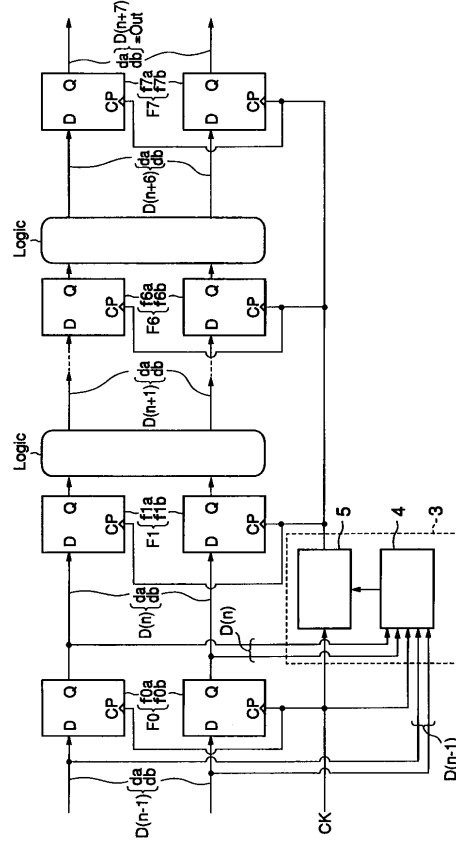 D(n-1){da db
D Q
CP
F0{f0a f0b
D Q
CP
D(n){da db
D(n)
D Q
CP
F1{f1a f1b
D Q
CP
Logic
D(n+1){da db
D Q
CP
F6{f6a f6b
D Q
CP
Logic
D(n+6){da db
D Q
CP
F7{f7a f7b
D Q
CP
da db}D(n+7)
=Out
CK
5
4
3
D(n-1)